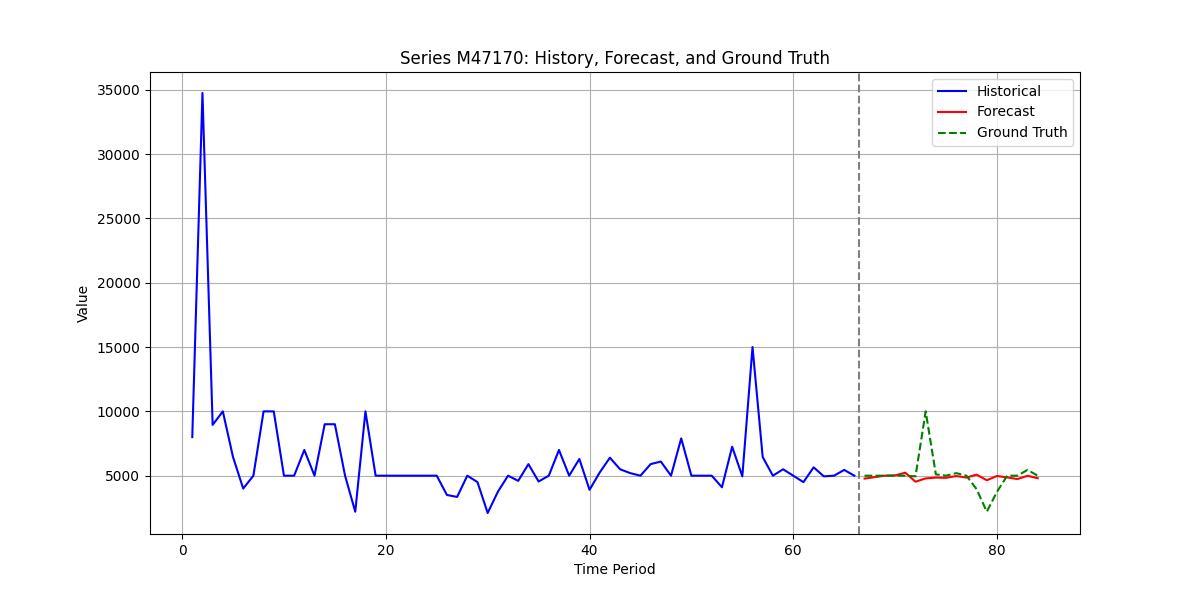 Series M47170: History, Forecast, and Ground Truth
Historical
Forecast
Ground Truth
Value
35000
30000
25000
20000
15000
10000
5000
0
20
40
60
80
Time Period